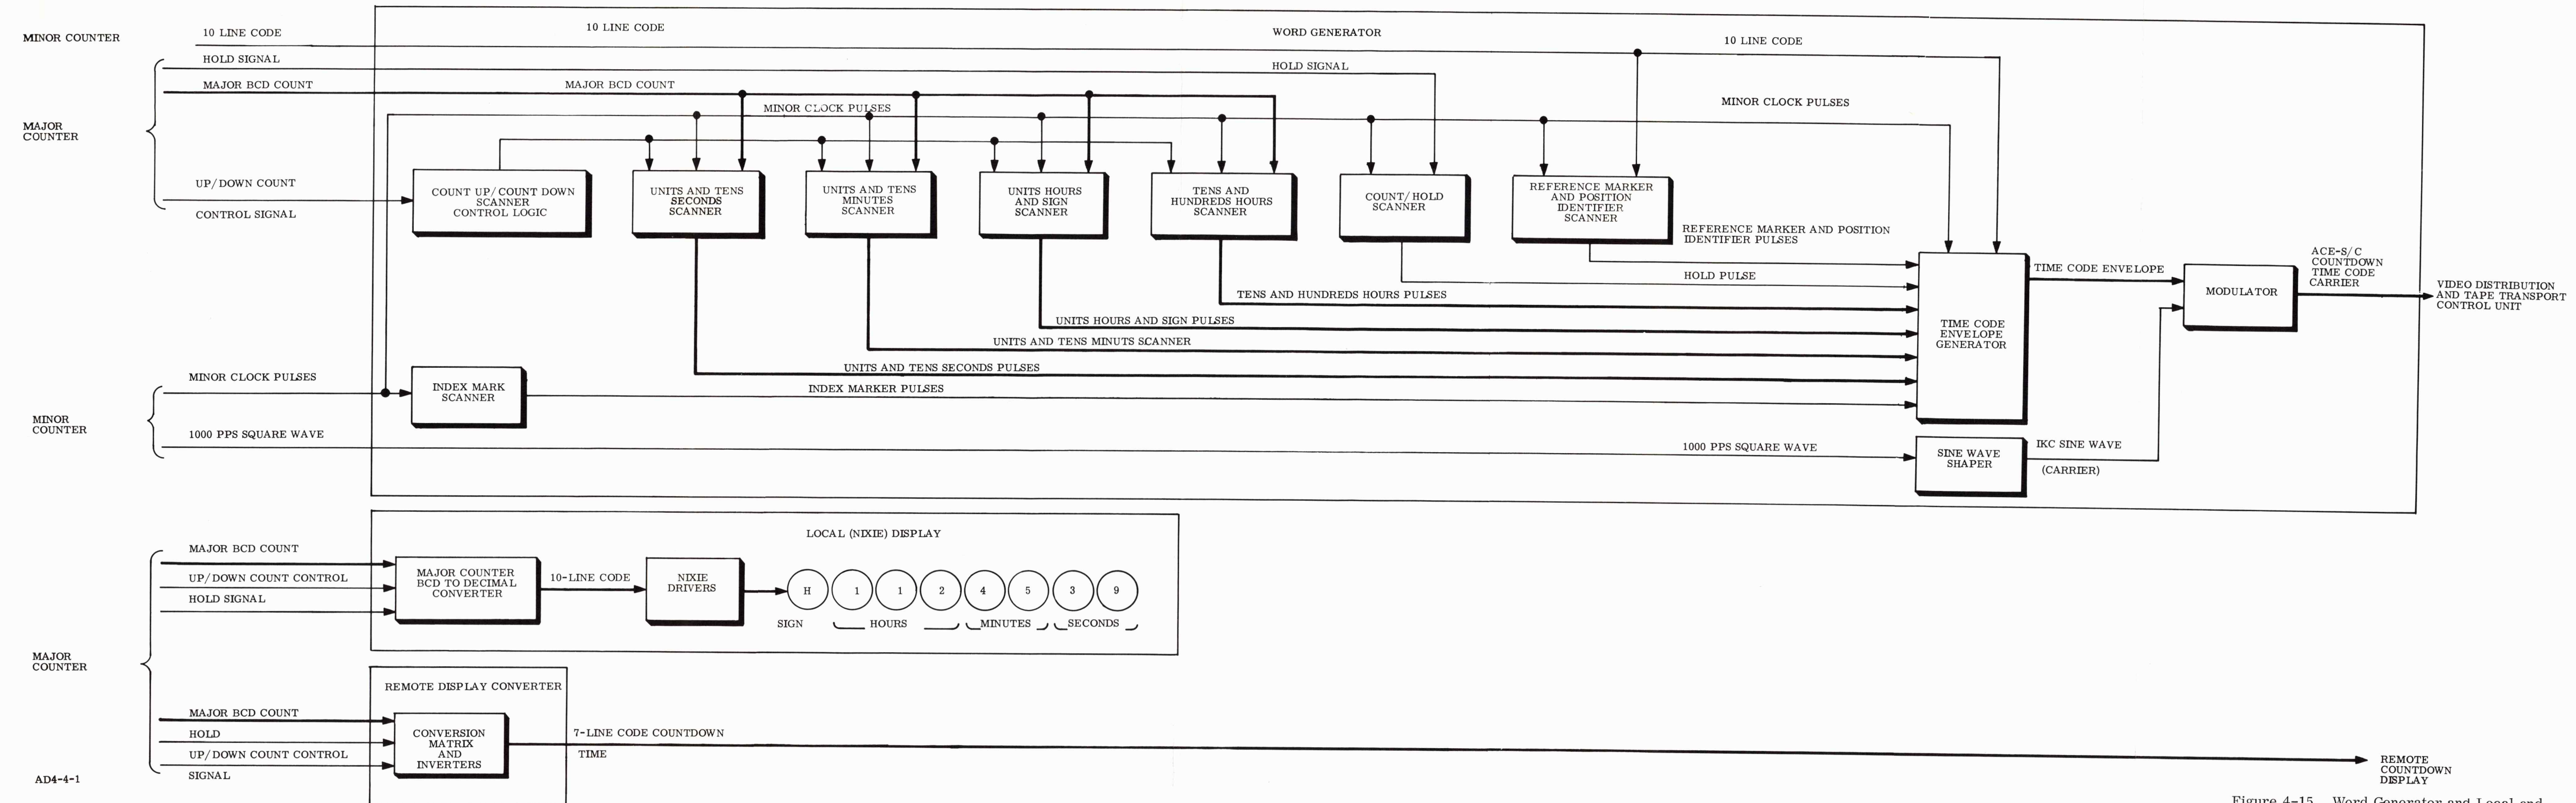 MINOR COUNTER
10 LINE CODE
10 LINE CODE
WORD GENERATOR
10 LINE CODE
HOLD SIGNAL
HOLD SIGNAL
MAJOR BCD COUNT
MAJOR BCD COUNT
MINOR CLOCK PULSES
MINOR CLOCK PULSES
MAJOR
COUNTER
UP/DOWN COUNT
CONTROL SIGNAL
COUNT UP/COUNT DOWN
SCANNER
CONTROL LOGIC
UNITS AND TENS
SECONDS
SCANNER
UNITS AND TENS
MINUTES
SCANNER
UNITS HOURS
AND SIGN
SCANNER
TENS AND
HUNDREDS HOURS
SCANNER
COUNT/HOLD
SCANNER
REFERENCE MARKER
AND POSITION
IDENTIFIER
SCANNER
REFERENCE MARKER AND POSITION
IDENTIFIER PULSES
HOLD PULSE
TENS AND HUNDREDS HOURS PULSES
UNITS HOURS AND SIGN PULSES
UNITS AND TENS MINUTS SCANNER
UNITS AND TENS SECONDS PULSES
INDEX MARKER PULSES
TIME CODE
ENVELOPE
GENERATOR
TIME CODE ENVELOPE
MODULATOR
ACE-S/C
COUNTDOWN
TIME CODE
CARRIER
VIDEO DISTRIBUTION
AND TAPE TRANSPORT
CONTROL UNIT
MINOR CLOCK PULSES
INDEX MARK
SCANNER
MINOR
COUNTER
1000 PPS SQUARE WAVE
1000 PPS SQUARE WAVE
SINE WAVE
SHAPER
IKC SINE WAVE
(CARRIER)
LOCAL (NIXIE) DISPLAY
MAJOR BCD COUNT
UP/DOWN COUNT CONTROL
HOLD SIGNAL
MAJOR COUNTER
BCD TO DECIMAL
CONVERTER
10-LINE CODE
NIXIE
DRIVERS
H 1 1 2 4 5 3 9
SIGN HOURS MINUTES SECONDS
MAJOR
COUNTER
REMOTE DISPLAY CONVERTER
MAJOR BCD COUNT
HOLD
UP/DOWN COUNT CONTROL
SIGNAL
CONVERSION
MATRIX
AND
INVERTERS
7-LINE CODE COUNTDOWN
TIME
REMOTE
COUNTDOWN
DISPLAY
AD4-4-1
Figure 4-15. Word Generator and Local and